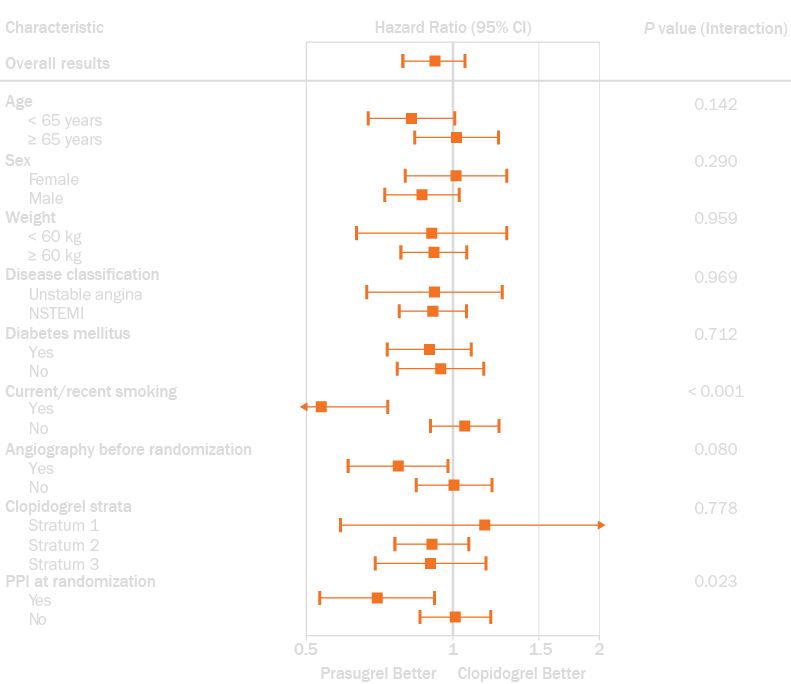 Characteristic Hazard Ratio (95% CI) P value (Interaction)
Overall results
Age 0.142
< 65 years
≥ 65 years
Sex 0.290
Female
Male
Weight 0.959
< 60 kg
≥ 60 kg
Disease classification 0.969
Unstable angina
NSTEMI
Diabetes mellitus 0.712
Yes
No
Current/recent smoking < 0.001
Yes
No
Angiography before randomization 0.080
Yes
No
Clopidogrel strata 0.778
Stratum 1
Stratum 2
Stratum 3
PPI at randomization 0.023
Yes
No
0.5 1 1.5 2
Prasugrel Better Clopidogrel Better